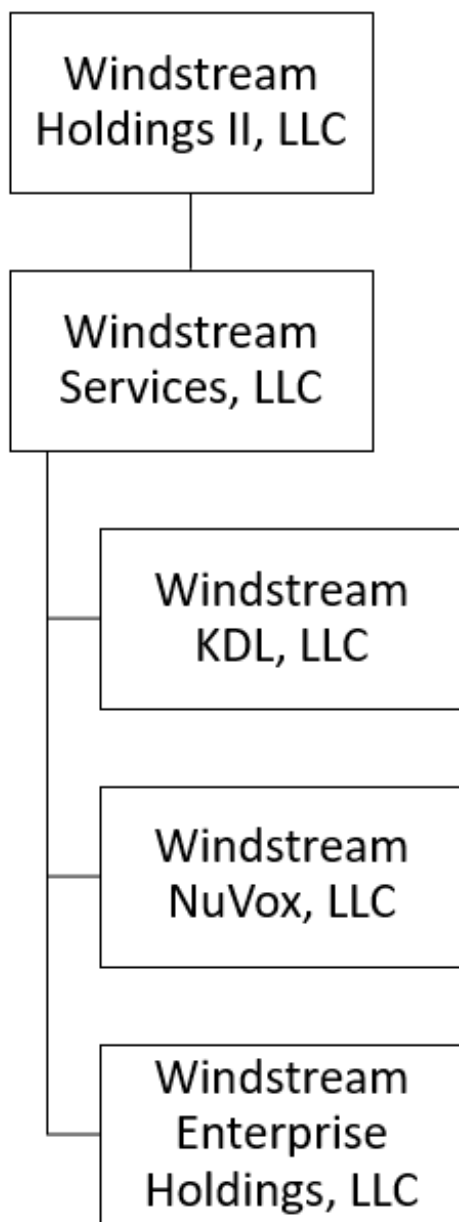 Windstream
Holdings II, LLC
Windstream
Services, LLC
Windstream
KDL, LLC
Windstream
NuVox, LLC
Windstream
Enterprise
Holdings, LLC